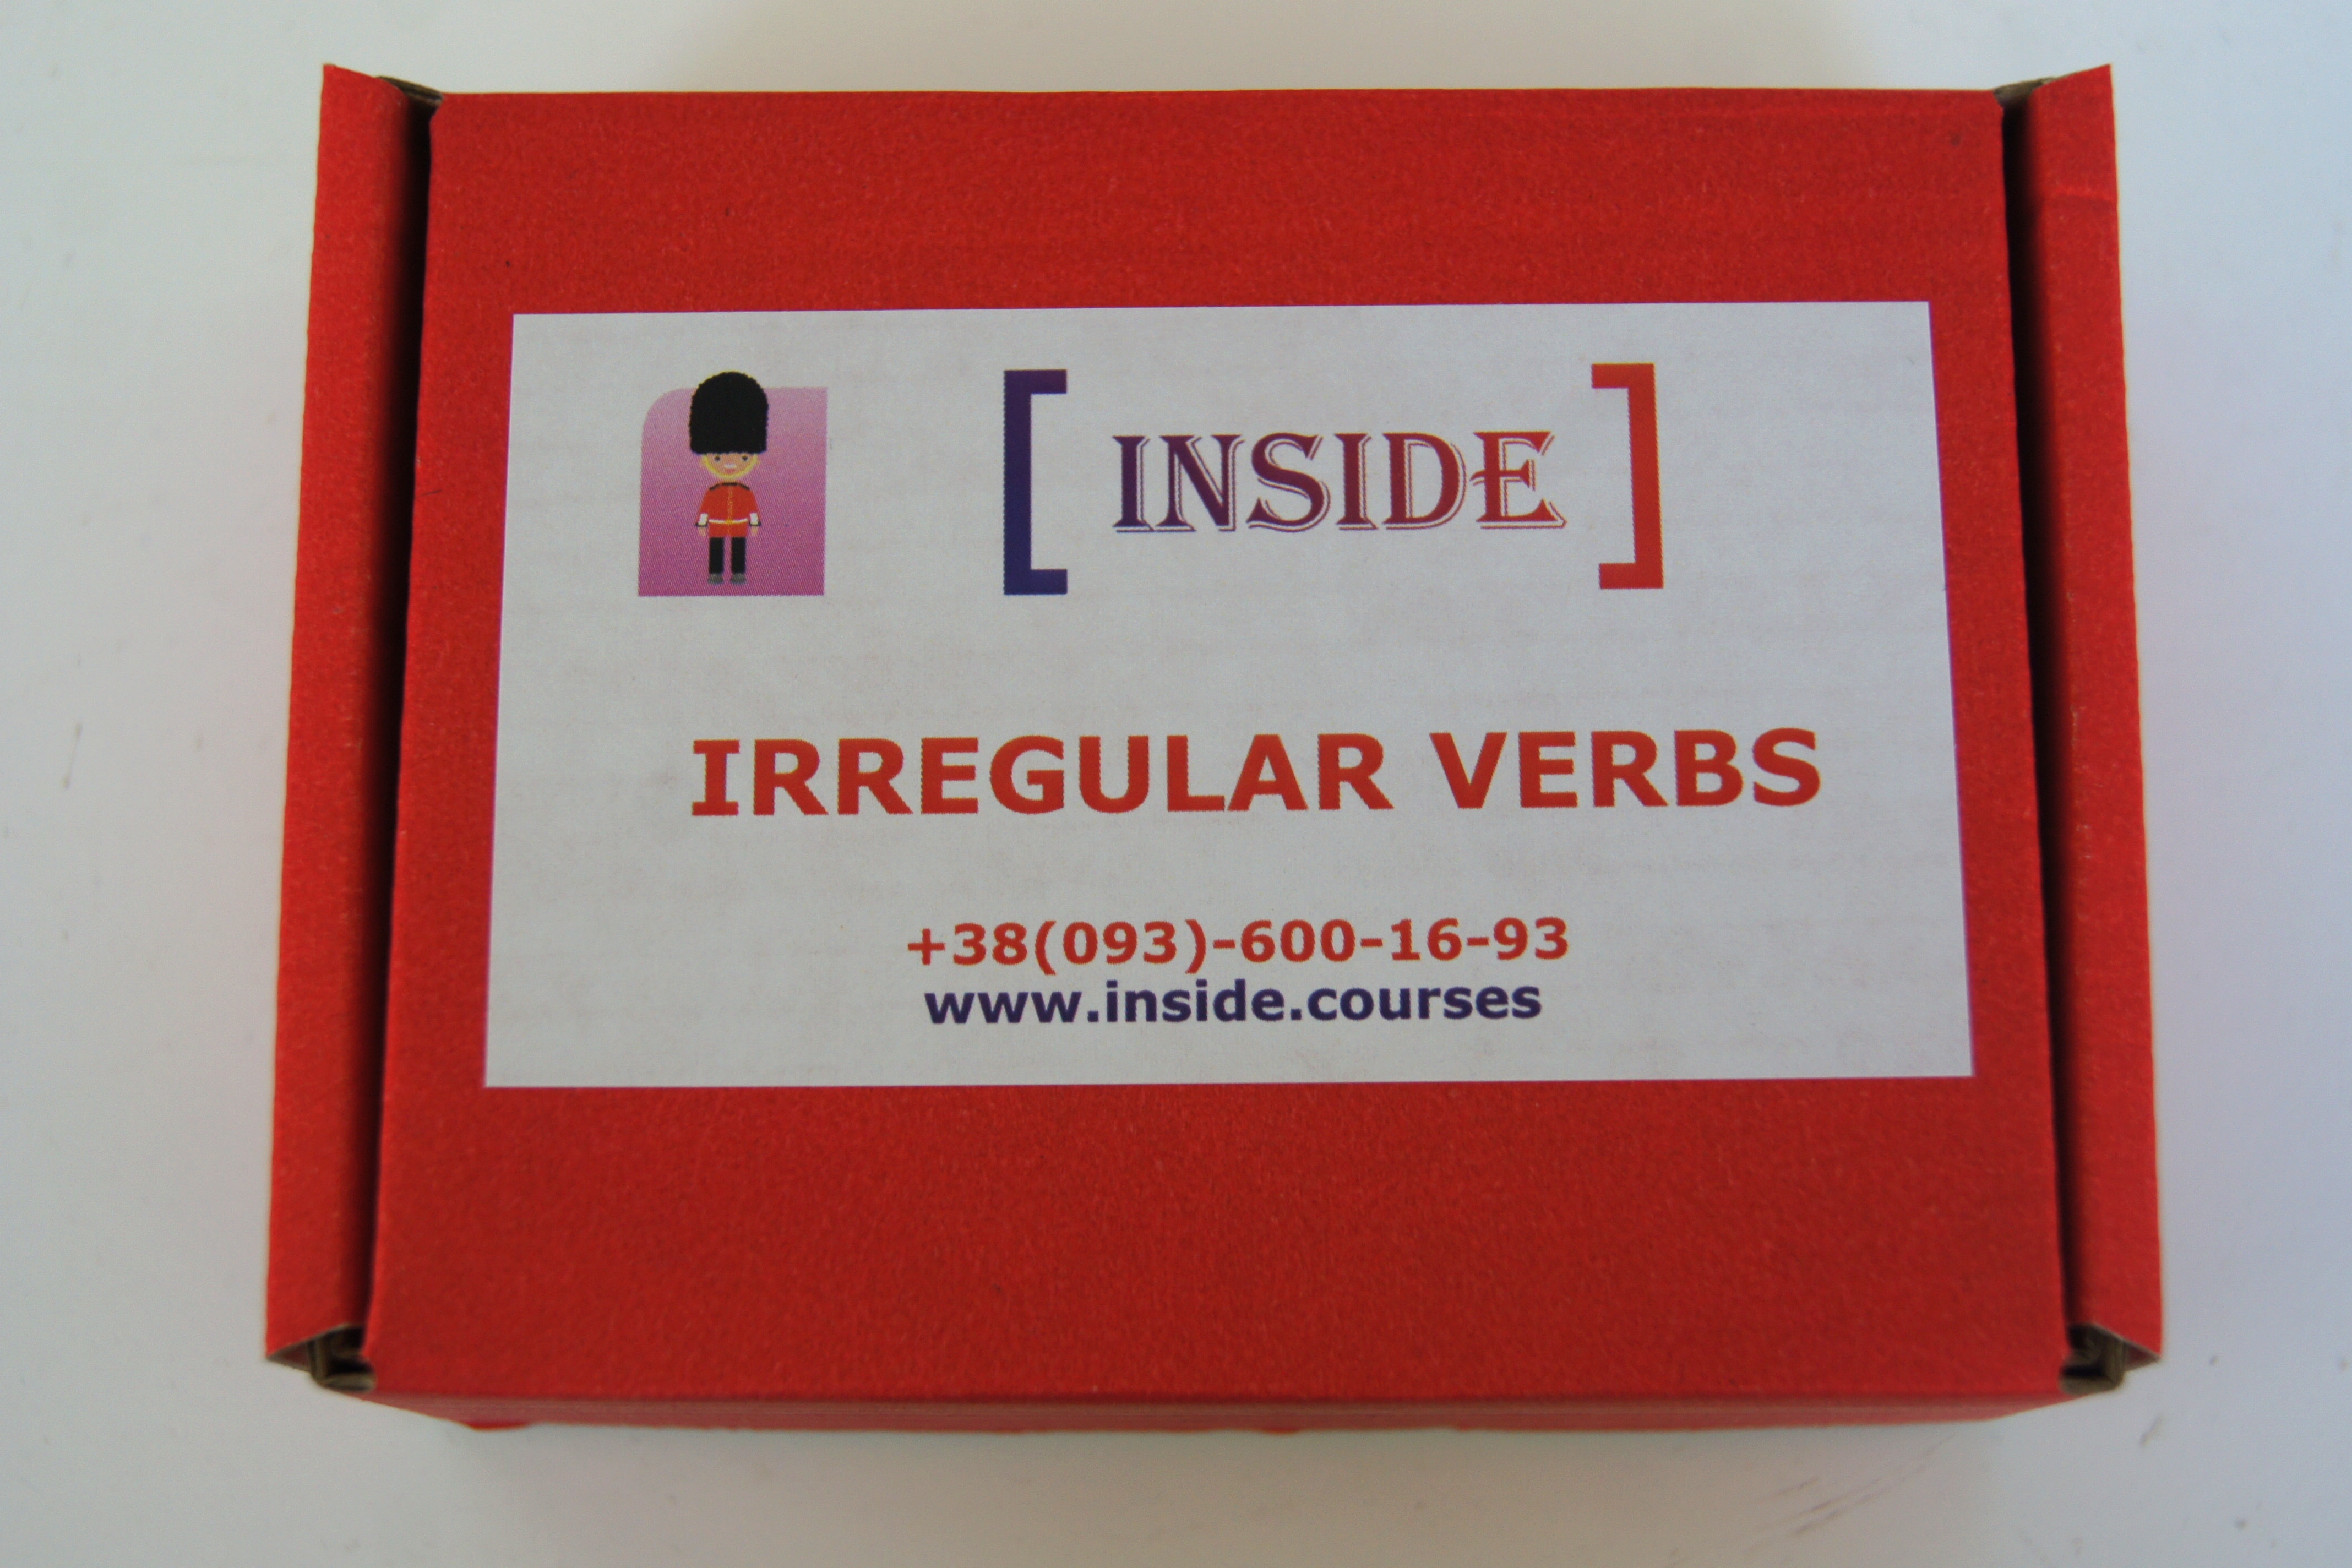 [ INSIDE ]
IRREGULAR VERBS
+38(093)-600-16-93
www.inside.courses